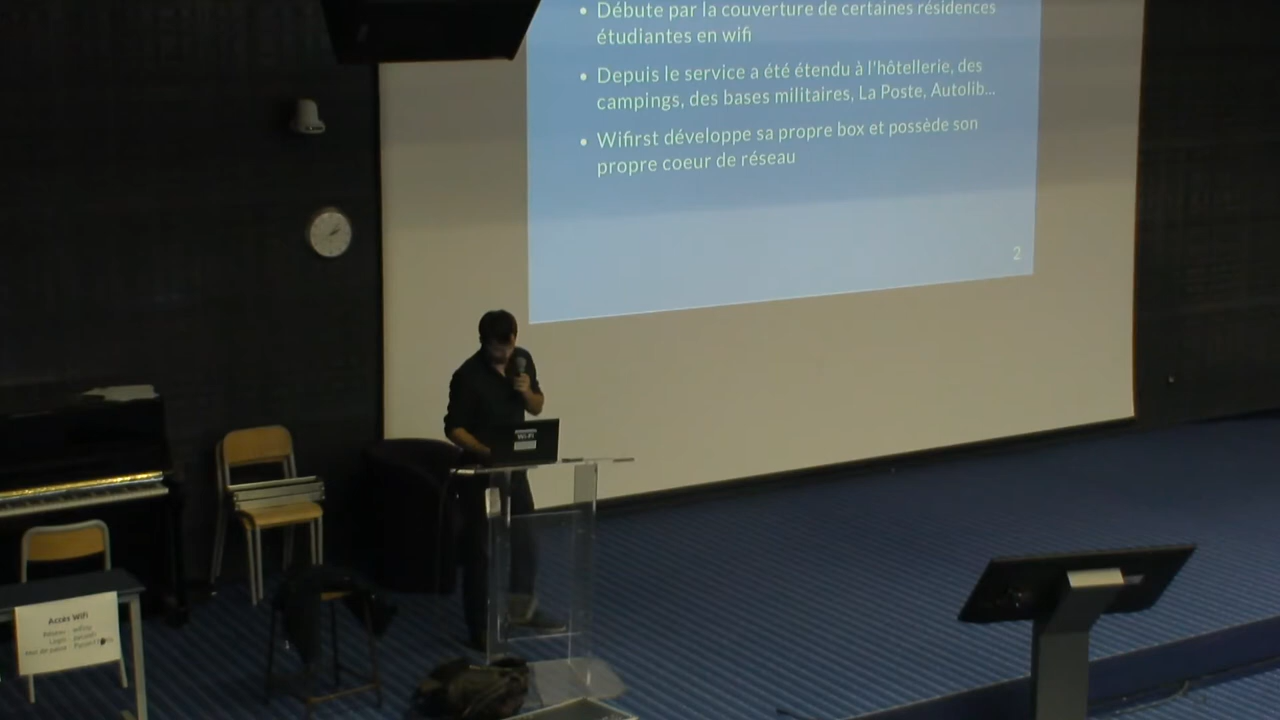 • Débute par la couverture de certaines résidences
étudiantes en wifi
• Depuis le service a été étendu à l'hôtellerie, des
campings, des bases militaires, La Poste, Autolib...
• Wifirst développe sa propre box et possède son
propre coeur de réseau
2
Wi-Fi
Accès Wifi